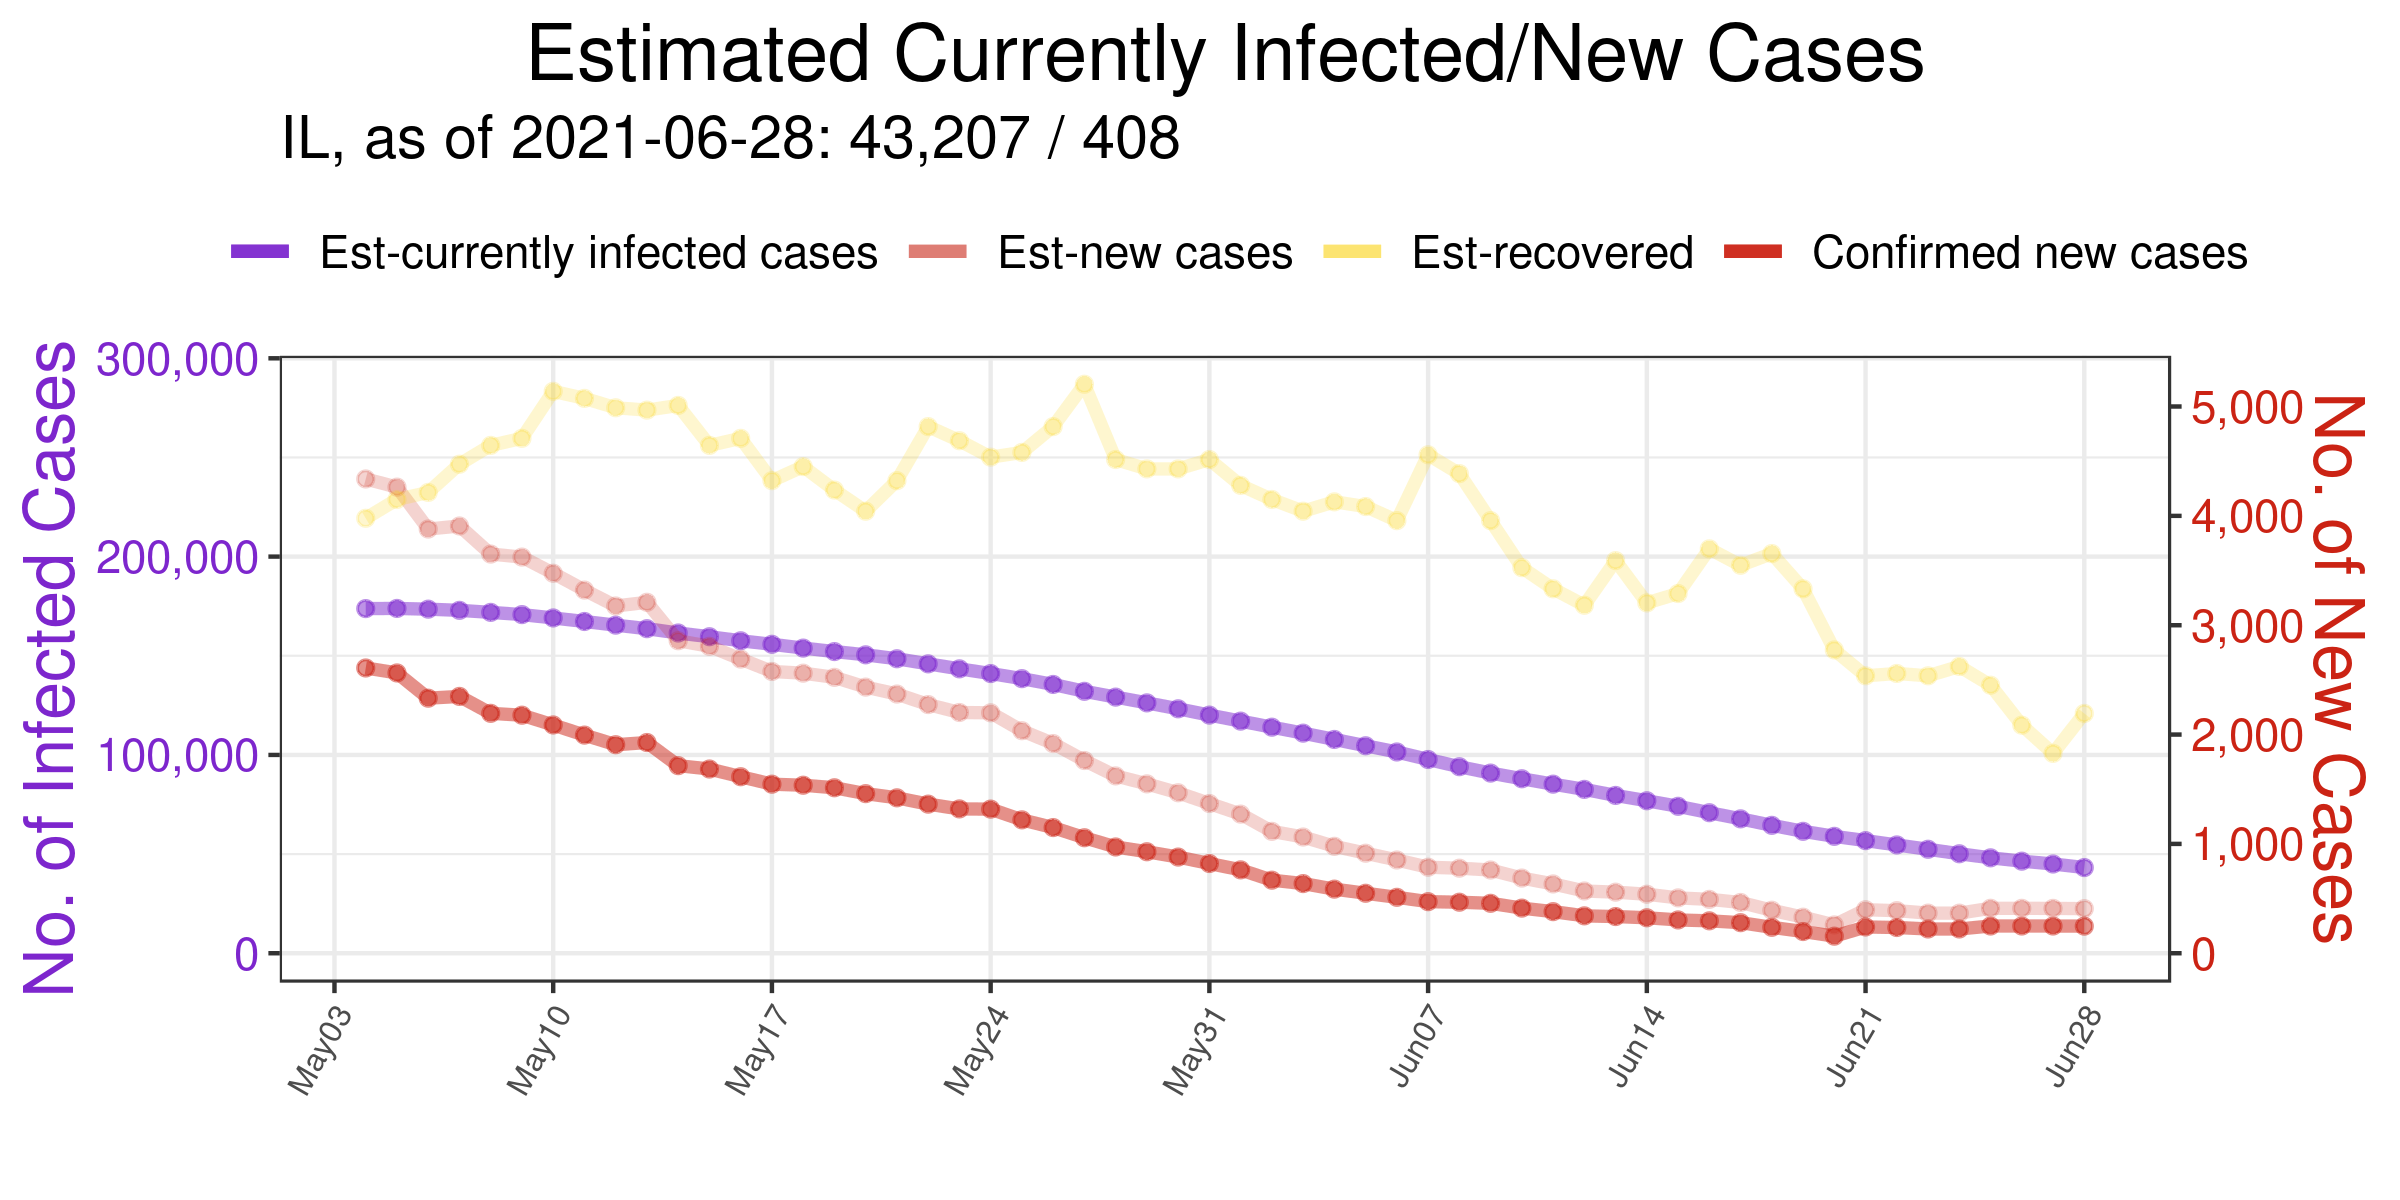 Estimated Currently Infected/New Cases
IL, as of 2021-06-28: 43,207 / 408
Est-currently infected cases Est-new cases Est-recovered Confirmed new cases
No. of Infected Cases
300,000
200,000
100,000
0
5,000
4,000
3,000
2,000
1,000
0
No. of New Cases
May03 May10 May17 May24 May31 Jun07 Jun14 Jun21 Jun28